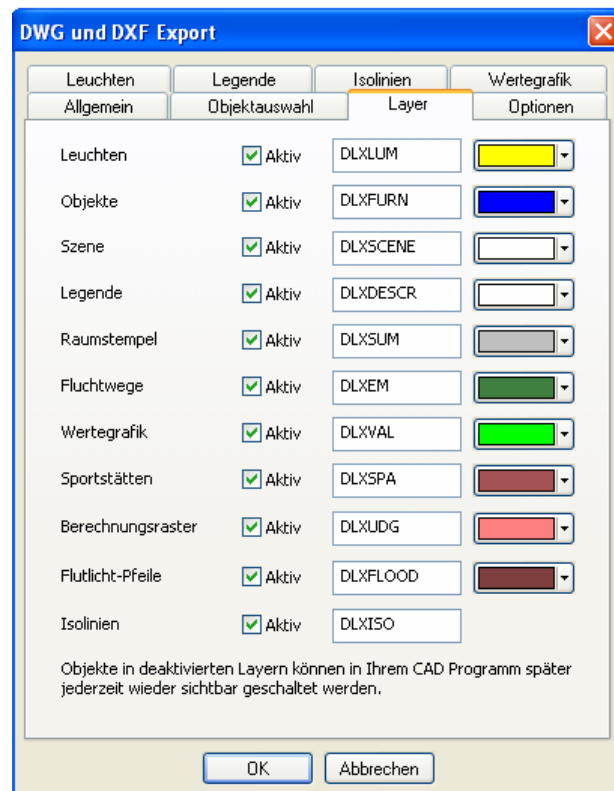 DWG und DXF Export
Leuchten Legende Isolinien Wertegrafik
Allgemein Objektauswahl Layer Optionen
Leuchten Aktiv DLXLUM
Objekte Aktiv DLXFURN
Szene Aktiv DLXSCENE
Legende Aktiv DLXDESCR
Raumstempel Aktiv DLXSUM
Fluchtwege Aktiv DLXEM
Wertegrafik Aktiv DLXVAL
Sportstätten Aktiv DLXSPA
Berechnungsraster Aktiv DLXUDG
Flutlicht-Pfeile Aktiv DLXFLOOD
Isolinien Aktiv DLXISO
Objekte in deaktivierten Layern können in Ihrem CAD Programm später
jederzeit wieder sichtbar geschaltet werden.
OK Abbrechen